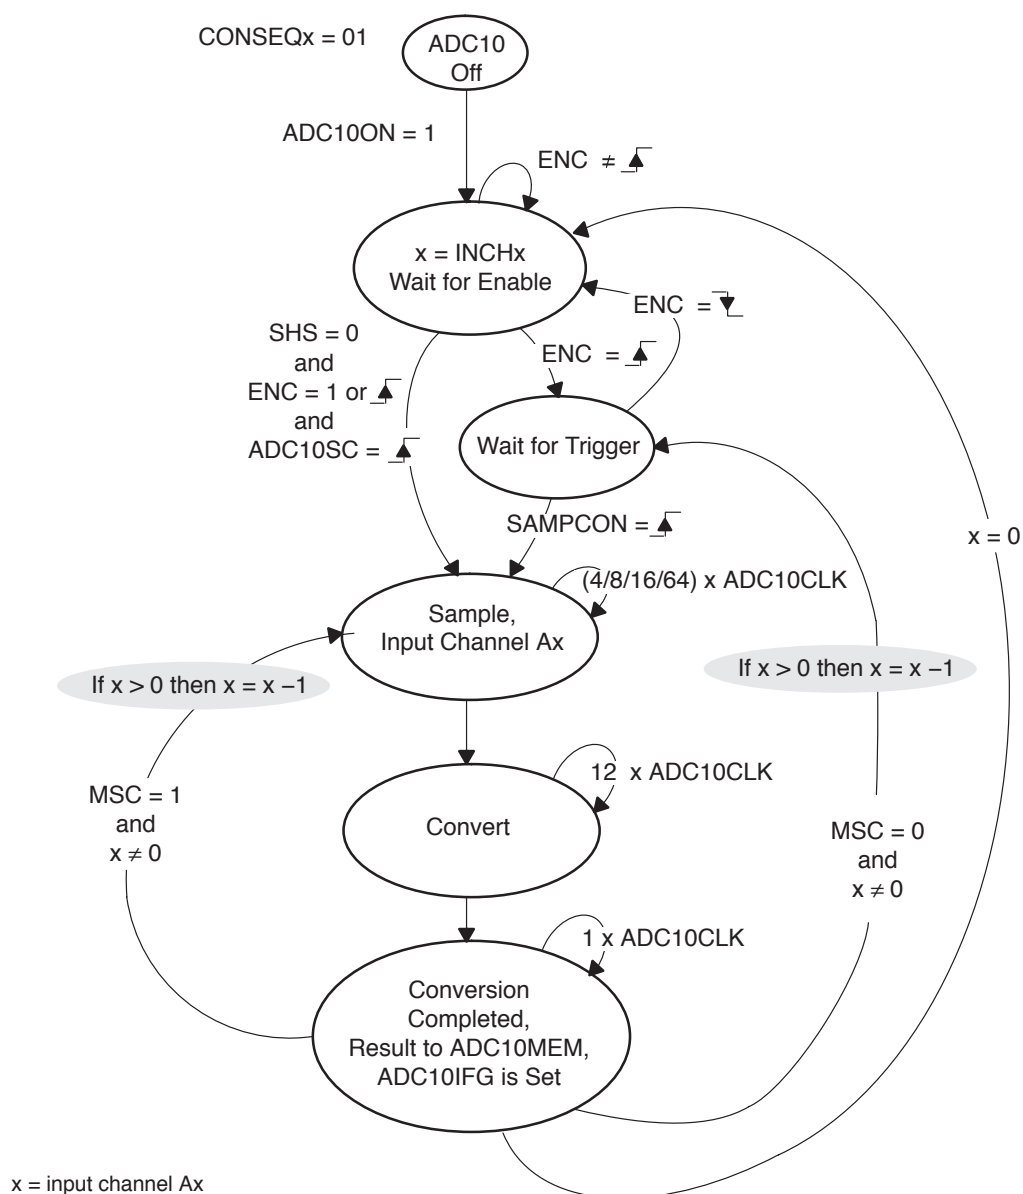 CONSEQx = 01
ADC10
Off
ADC10ON = 1
ENC ≠
x = INCHx
Wait for Enable
ENC =
SHS = 0
and
ENC = 1 or
and
ADC10SC =
ENC =
Wait for Trigger
SAMPCON =
x = 0
(4/8/16/64) x ADC10CLK
Sample,
Input Channel Ax
If x > 0 then x = x –1
If x > 0 then x = x –1
12 x ADC10CLK
MSC = 1
and
x ≠ 0
Convert
MSC = 0
and
x ≠ 0
1 x ADC10CLK
Conversion
Completed,
Result to ADC10MEM,
ADC10IFG is Set
x = input channel Ax